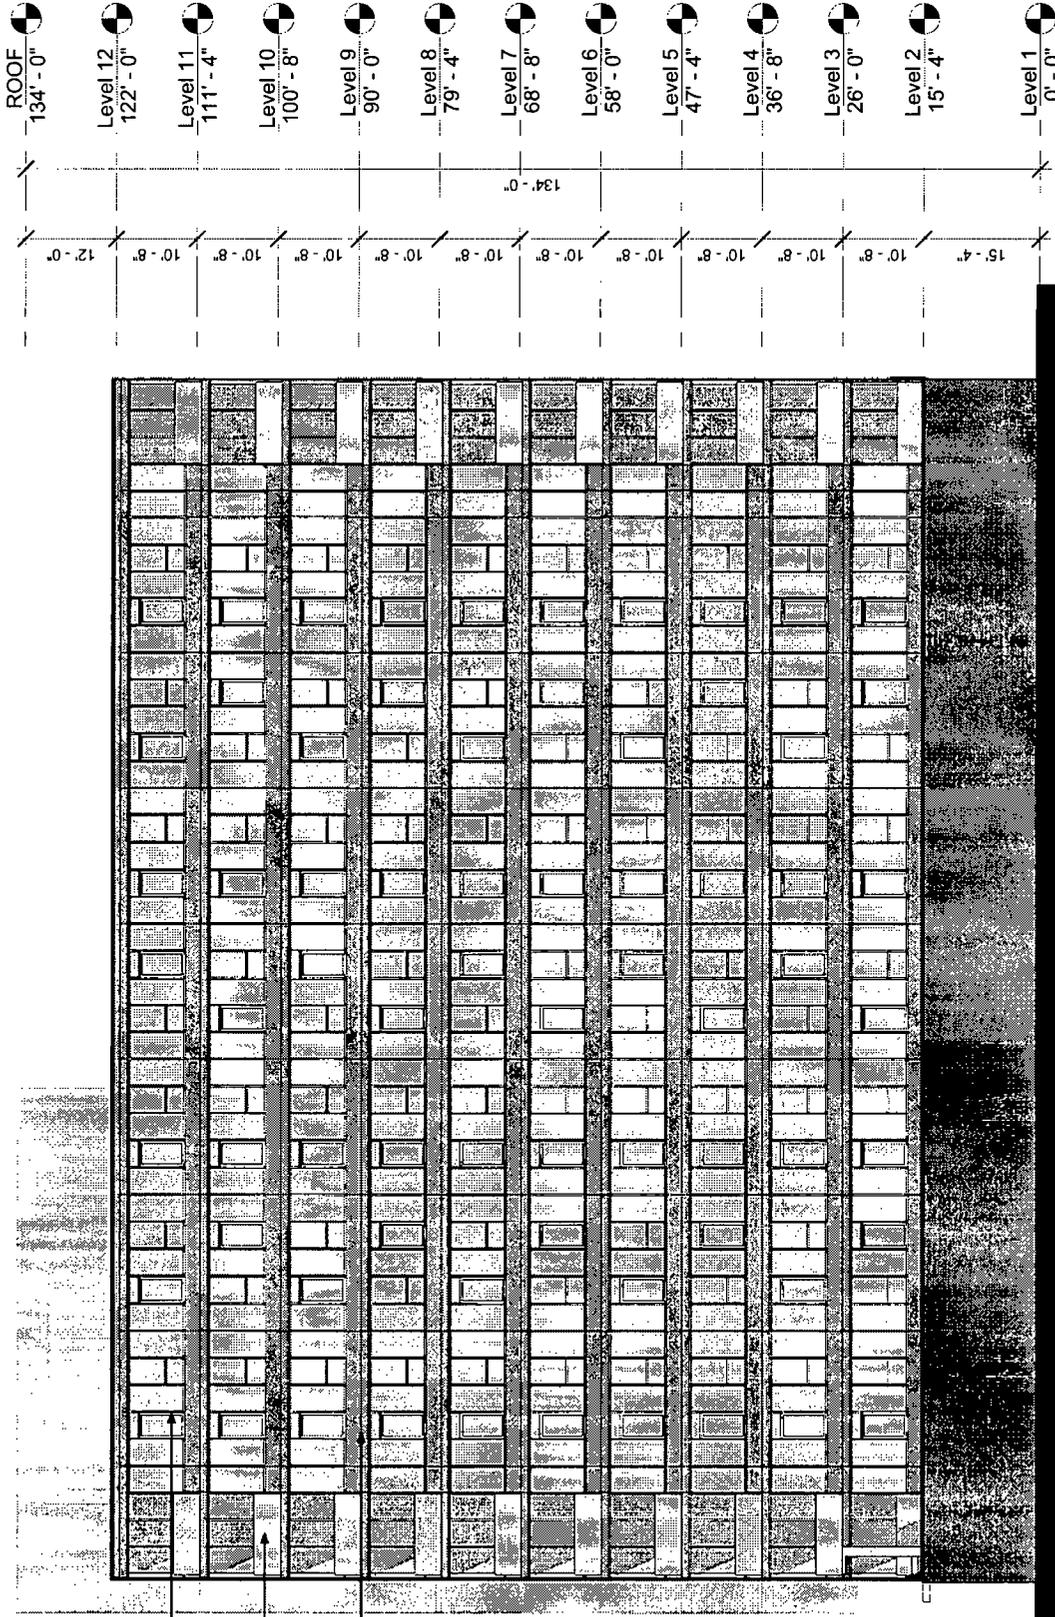 ROOF
134' - 0"
Level 12
122' - 0"
Level 11
111' - 4"
Level 10
100' - 8"
Level 9
90' - 0"
Level 8
79' - 4"
Level 7
68' - 8"
Level 6
58' - 0"
Level 5
47' - 4"
Level 4
36' - 8"
Level 3
26' - 0"
Level 2
15' - 4"
Level 1
0' - 0"
134' - 0"
12' - 0"
10' - 8"
10' - 8"
10' - 8"
10' - 8"
10' - 8"
10' - 8"
10' - 8"
10' - 8"
10' - 8"
10' - 8"
15' - 4"